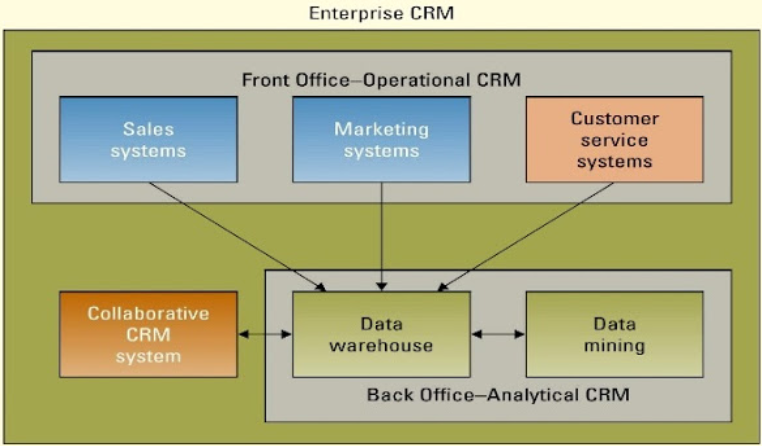 Enterprise CRM
Front Office–Operational CRM
Sales
systems
Marketing
systems
Customer
service
systems
Collaborative
CRM
system
Data
warehouse
Data
mining
Back Office–Analytical CRM